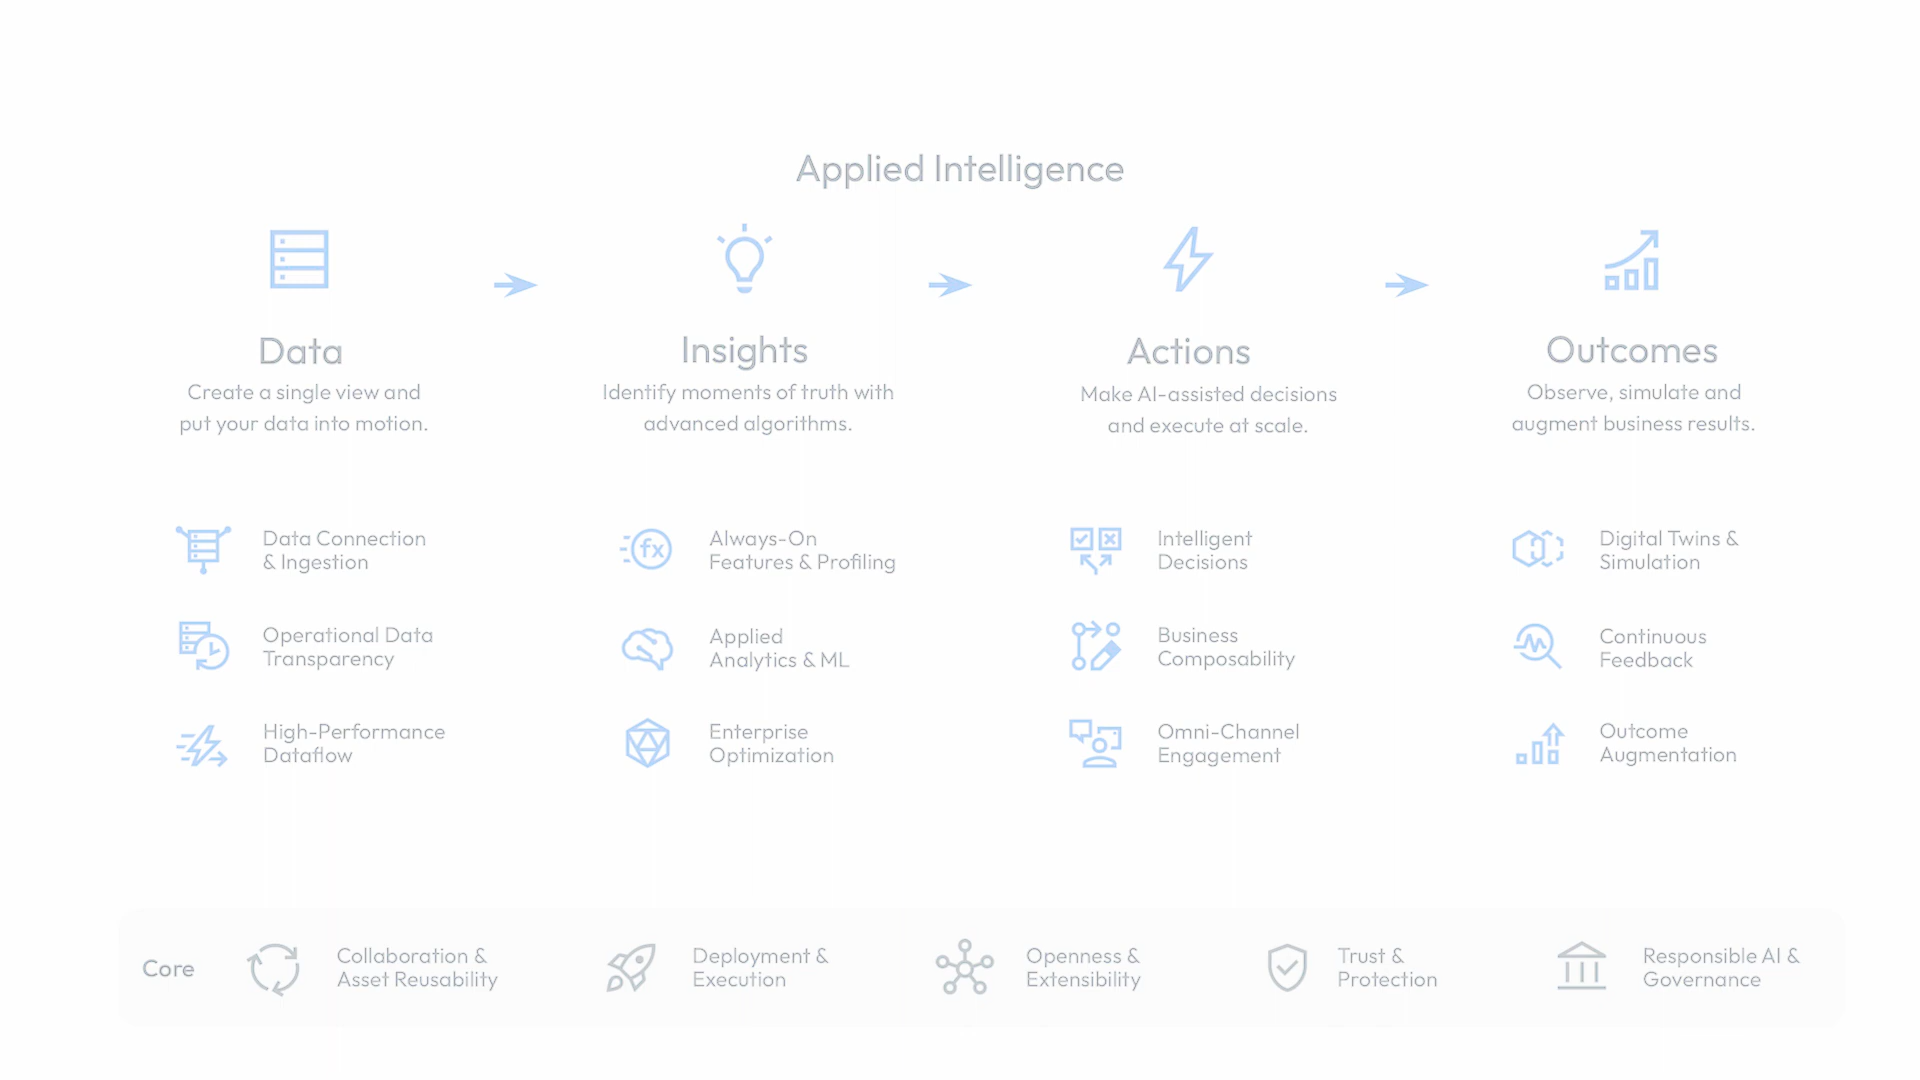 Applied Intelligence
Data
Create a single view and
put your data into motion.
Insights
Identify moments of truth with
advanced algorithms.
Actions
Make AI-assisted decisions
and execute at scale.
Outcomes
Observe, simulate and
augment business results.
Data Connection
& Ingestion
Operational Data
Transparency
High-Performance
Dataflow
fx
Always-On
Features & Profiling
Applied
Analytics & ML
Enterprise
Optimization
Intelligent
Decisions
Business
Composability
Omni-Channel
Engagement
Digital Twins &
Simulation
Continuous
Feedback
Outcome
Augmentation
Core
Collaboration &
Asset Reusability
Deployment &
Execution
Openness &
Extensibility
Trust &
Protection
Responsible AI &
Governance